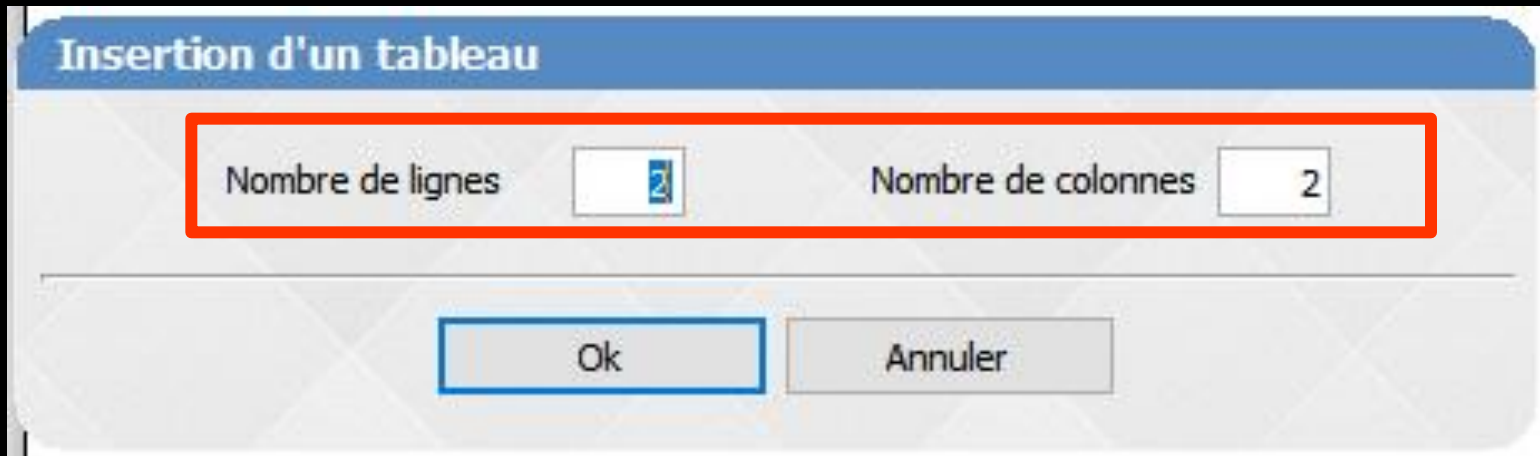 Insertion d'un tableau
Nombre de lignes 2 Nombre de colonnes 2
Ok Annuler